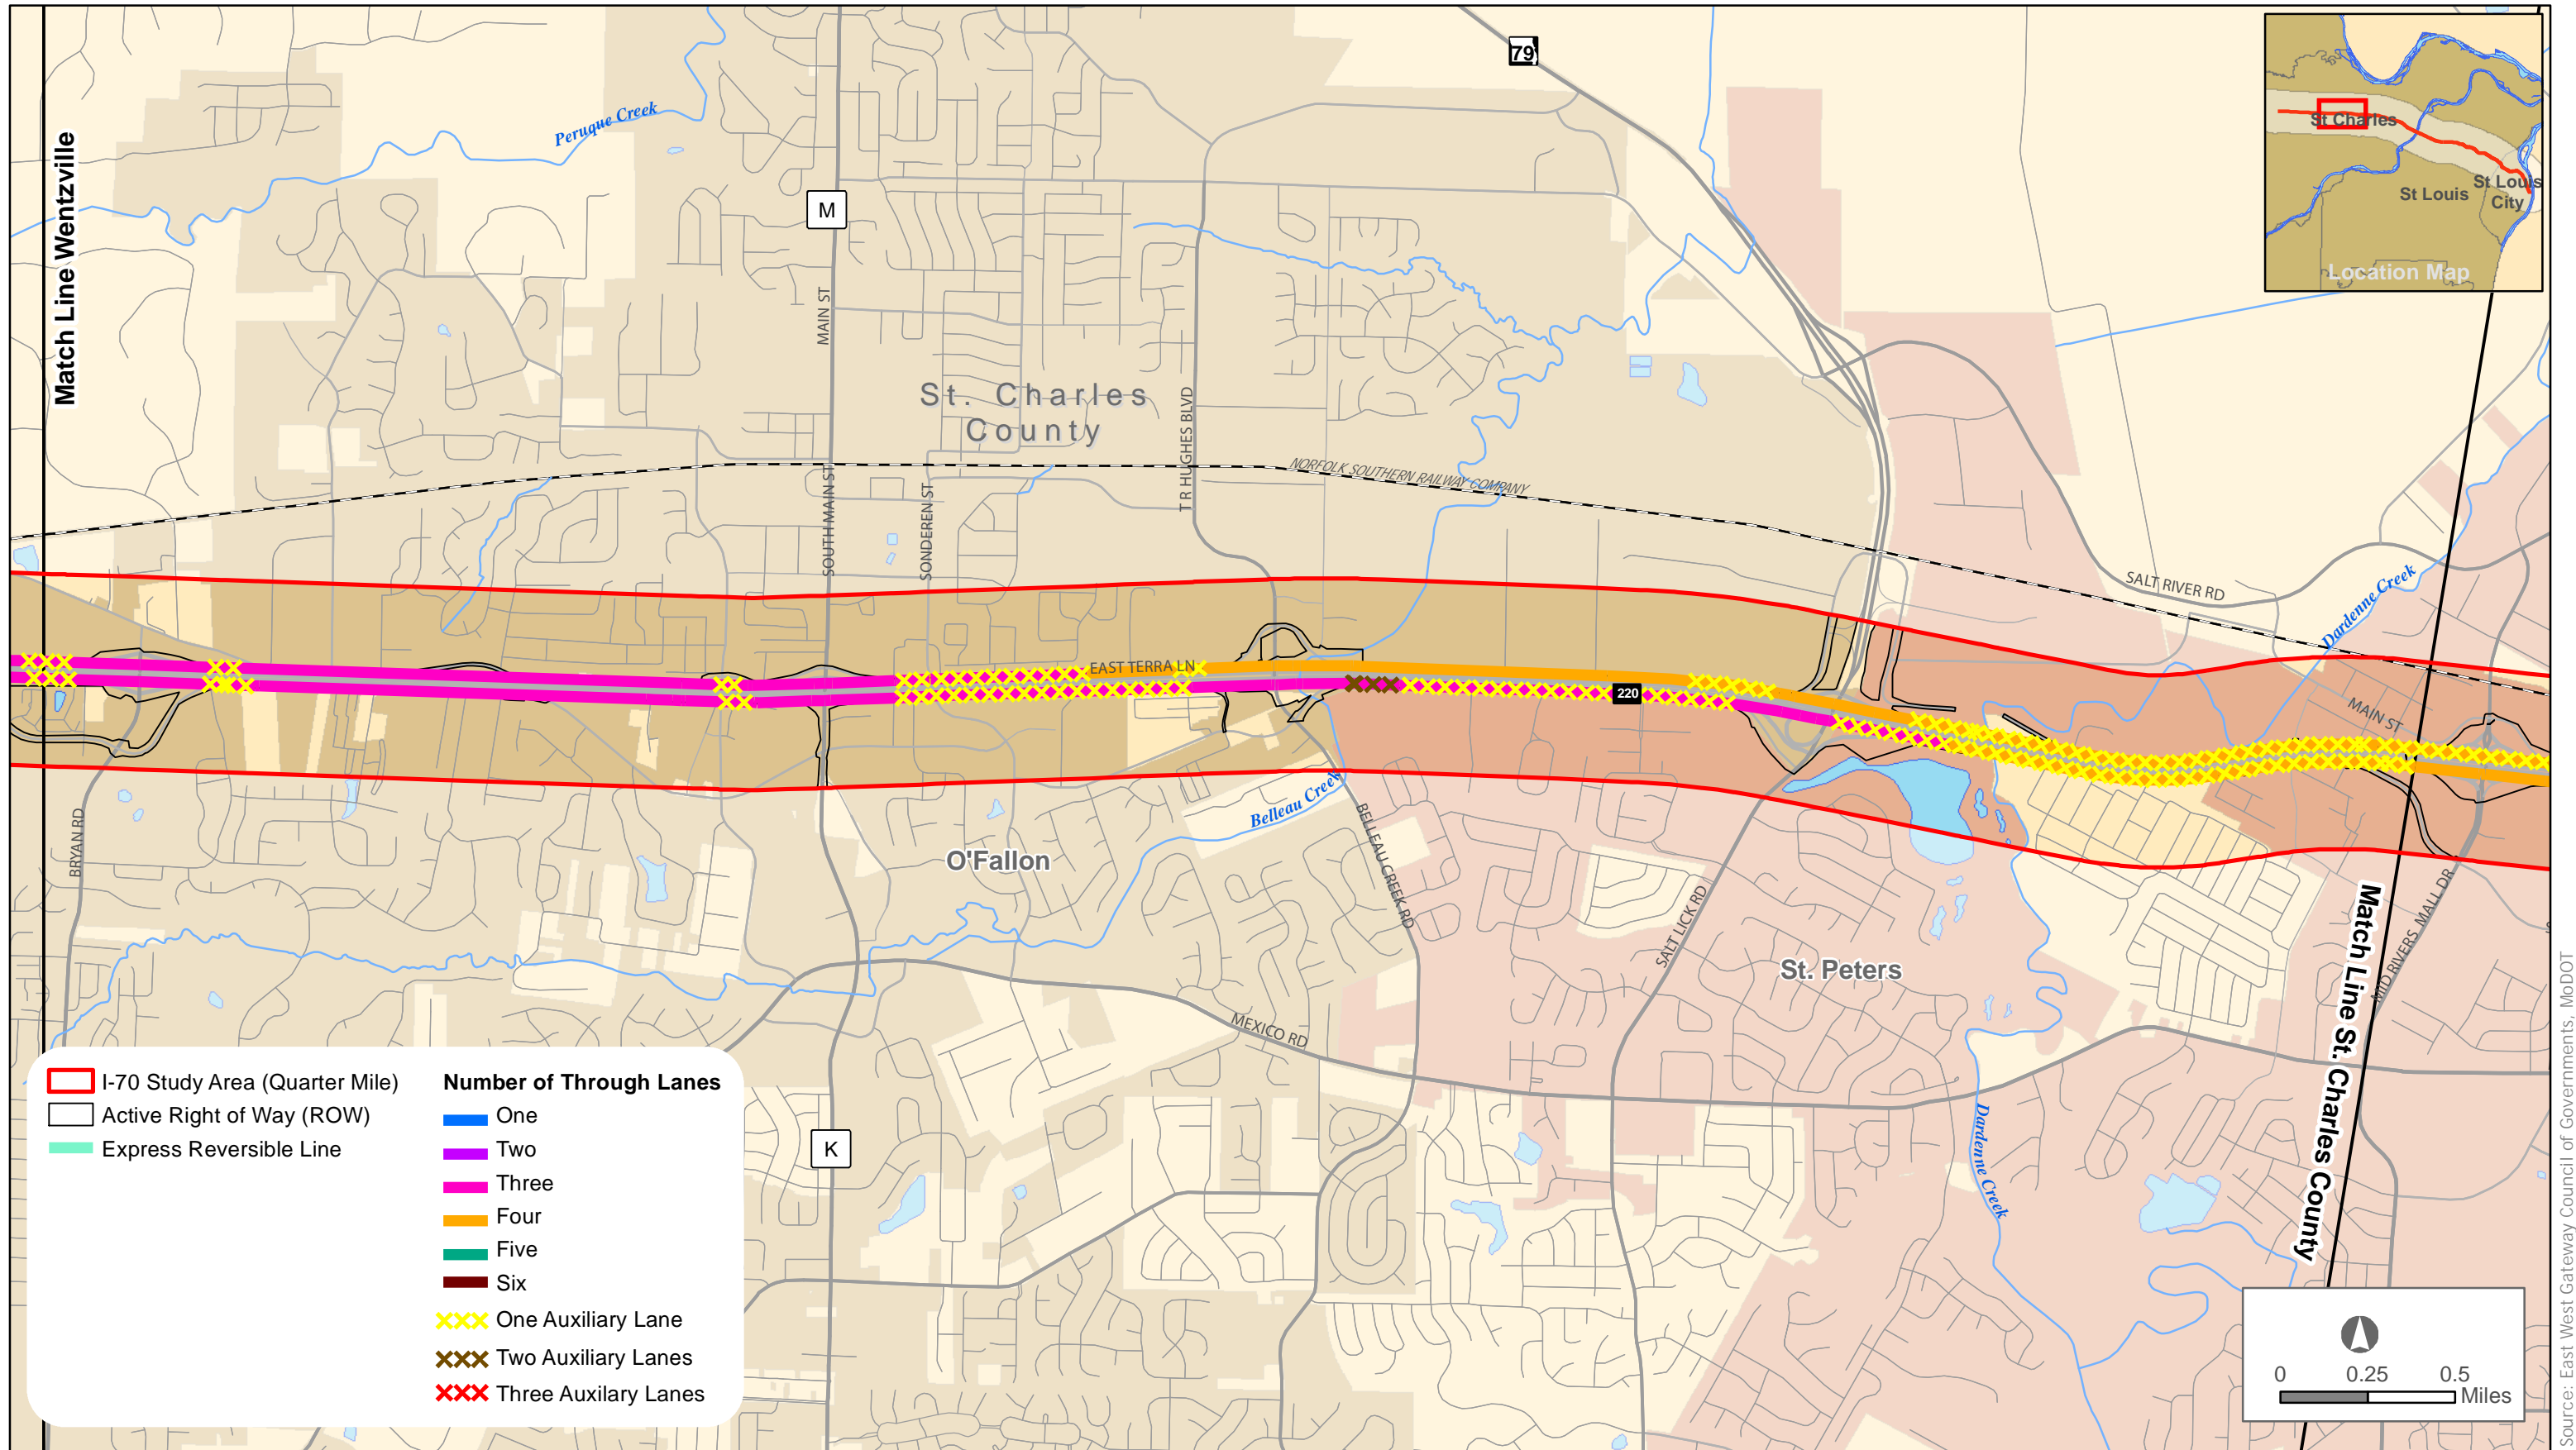 79
Peruque Creek
Match Line Wentzville
M
MAIN ST
St. Charles
County
T R HUGHES BLVD
NORFOLK SOUTHERN RAILWAY COMPANY
SOUTH MAIN ST
SONDEREN ST
SALT RIVER RD
Dardenne Creek
EAST TERRA LN
220
MAIN ST
BRYAN RD
Belleau Creek
BELLEAU CREEK RD
O'Fallon
SALT LICK RD
St. Peters
MID RIVERS MALL DR
Match Line St. Charles County
MEXICO RD
Dardenne Creek
K
St Charles
St Louis
St Louis
City
Location Map
I-70 Study Area (Quarter Mile)
Active Right of Way (ROW)
Express Reversible Line
Number of Through Lanes
One
Two
Three
Four
Five
Six
One Auxiliary Lane
Two Auxiliary Lanes
Three Auxilary Lanes
0 0.25 0.5
Miles
Source: East West Gateway Council of Governments, MoDOT